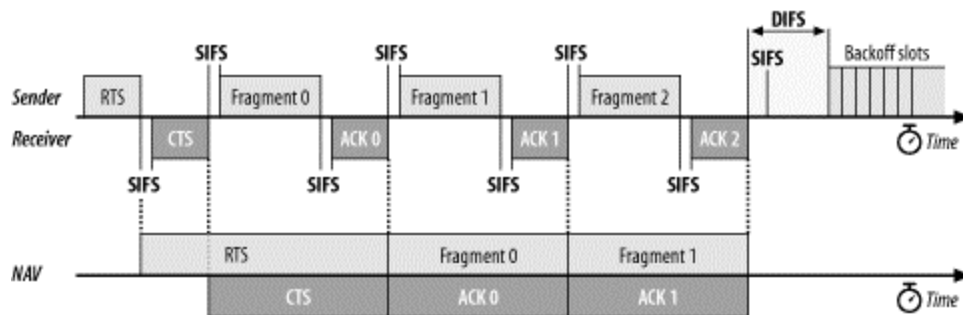 DIFS
SIFS SIFS SIFS SIFS Backoff slots
Sender RTS Fragment 0 Fragment 1 Fragment 2
Receiver CTS ACK 0 ACK 1 ACK 2 Time
SIFS SIFS SIFS SIFS
RTS Fragment 0 Fragment 1
NAV
CTS ACK 0 ACK 1 Time